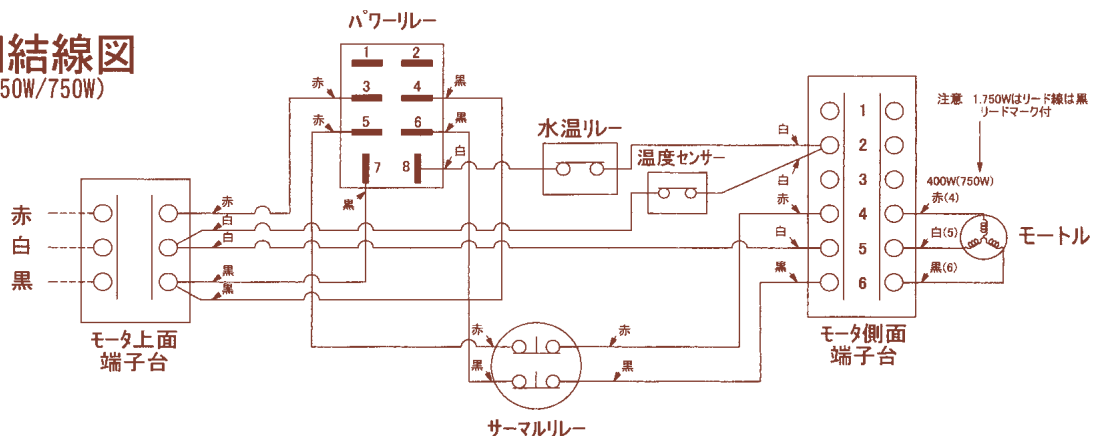 結線図
50W/750W)
パワーリレー
1 2
赤 3 4 黒
赤 5 6 黒
7 8 白
黒
水温リレー
温度センサー
白
白
赤
白
黒
1
2
3
4
5
6
注意 1.750Wはリード線は黒
リードマーク付
400W(750W)
赤(4)
白(5)
黒(6)
モートル
モータ側面
端子台
赤
白
黒
赤
白
白
黒
黒
モータ上面
端子台
赤 赤
黒 黒
サーマルリレー